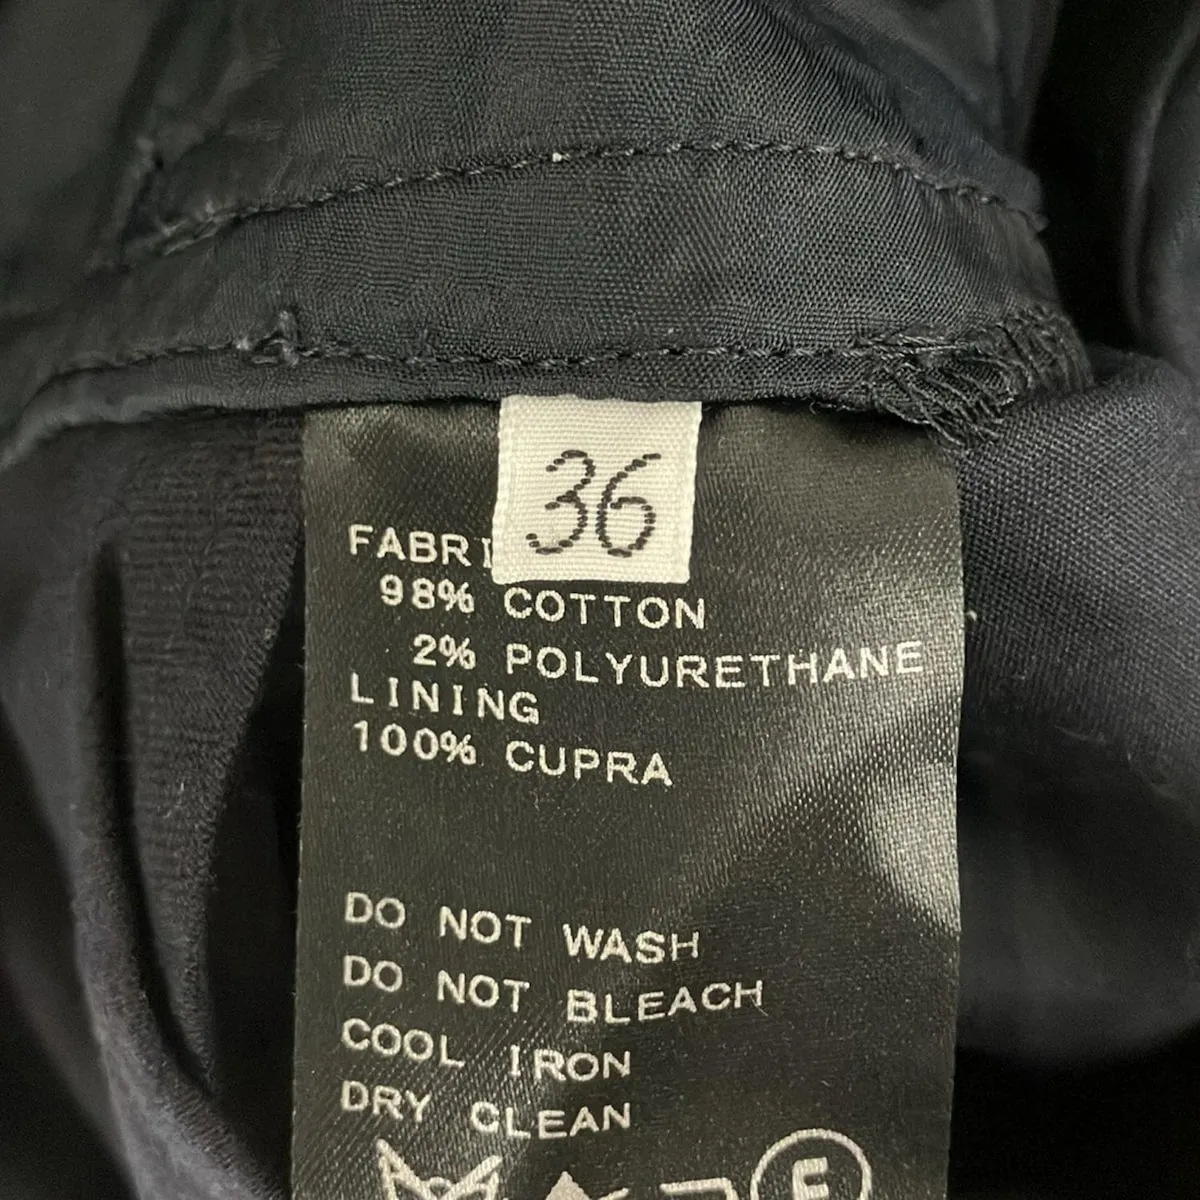 36
FABRI
98% COTTON
2% POLYURETHANE
LINING
100% CUPRA
DO NOT WASH
DO NOT BLEACH
COOL IRON
DRY CLEAN
F